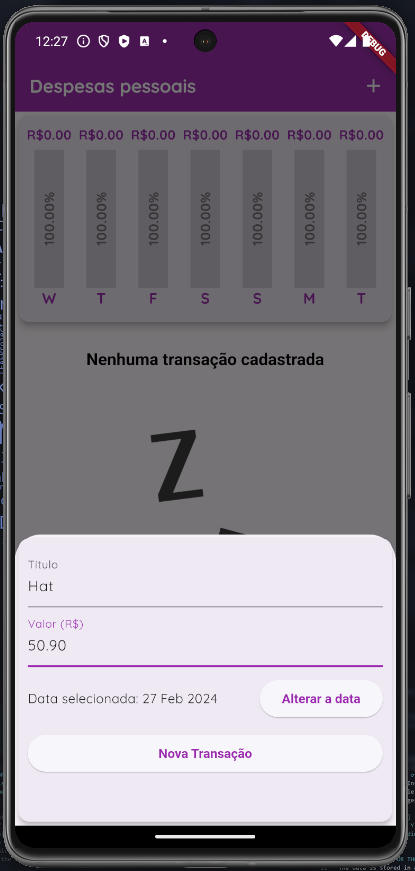 12:27
DEBUG
Despesas pessoais +
R$0.00 R$0.00 R$0.00 R$0.00 R$0.00 R$0.00 R$0.00
100.00% 100.00% 100.00% 100.00% 100.00% 100.00% 100.00%
W T F S S M T
Nenhuma transação cadastrada
Z
Título
Hat
Valor (R$)
50.90
Data selecionada: 27 Feb 2024 Alterar a data
Nova Transação